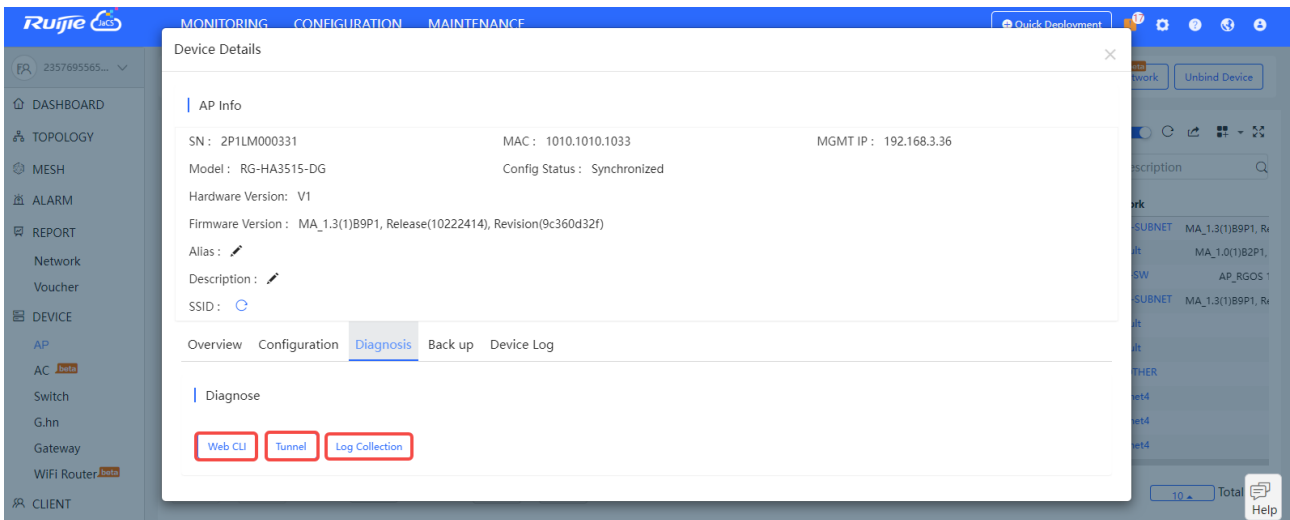 Ruijie JaCS
MONITORING CONFIGURATION MAINTENANCE
Quick Deployment
17
FR 2357695565...
Unbind Device
DASHBOARD
TOPOLOGY
MESH
ALARM
REPORT
Network
Voucher
DEVICE
AP
AC beta
Switch
G.hn
Gateway
WiFi Router beta
CLIENT
Device Details
AP Info
SN : 2P1LM000331 MAC : 1010.1010.1033 MGMT IP : 192.168.3.36
Model : RG-HA3515-DG Config Status : Synchronized
Hardware Version: V1
Firmware Version : MA_1.3(1)B9P1, Release(10222414), Revision(9c360d32f)
Alias :
Description :
SSID :
Overview Configuration Diagnosis Back up Device Log
Diagnose
Web CLI Tunnel Log Collection
-SUBNET MA_1.3(1)B9P1, Re
MA_1.0(1)B2P1,
-SW AP_RGOS 1
-SUBNET MA_1.3(1)B9P1, Re
10 Total
Help